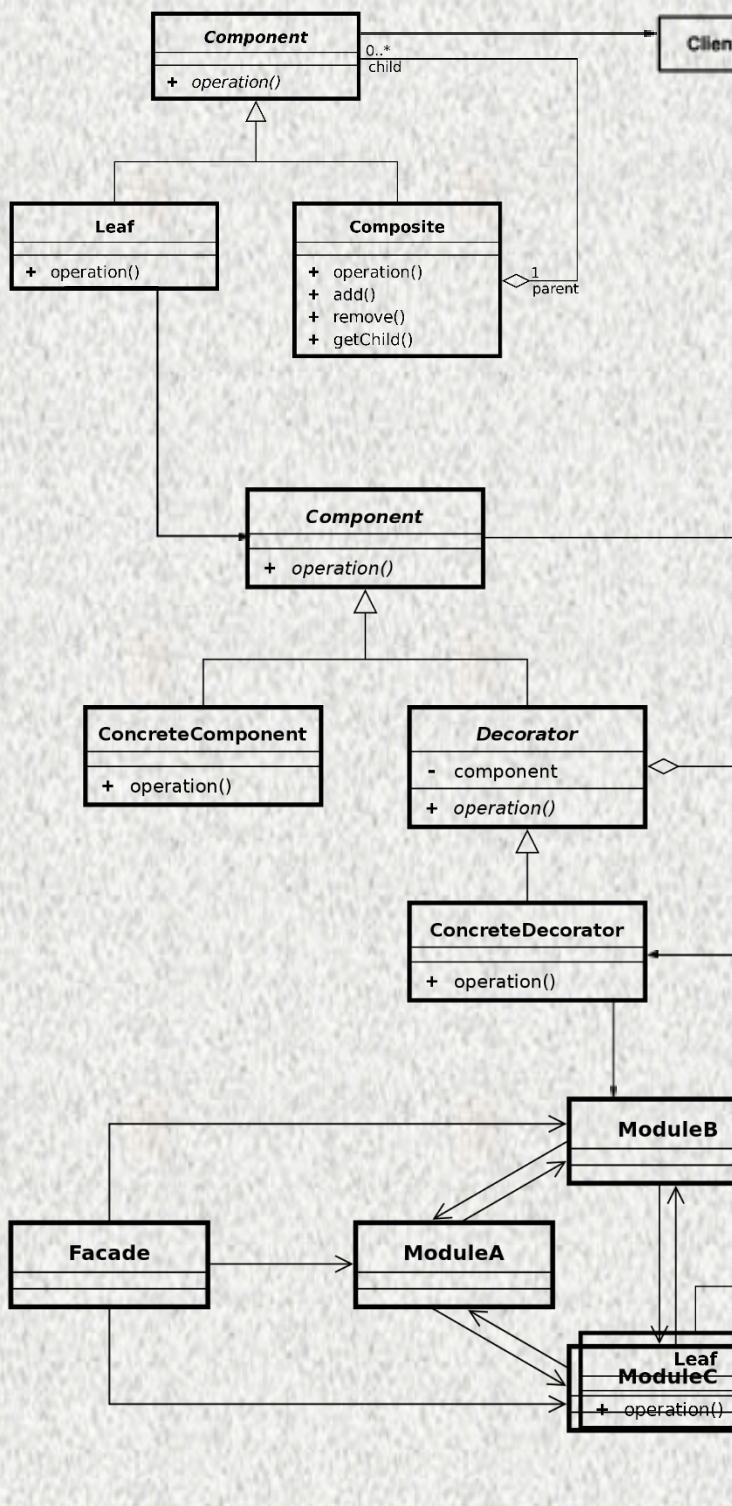 Component
+ operation()
0..*
child
Clien
Leaf
+ operation()
Composite
+ operation()
+ add()
+ remove()
+ getChild()
1
parent
Component
+ operation()
ConcreteComponent
+ operation()
Decorator
- component
+ operation()
ConcreteDecorator
+ operation()
ModuleB
Facade
ModuleA
Leaf
ModuleC
+ operation()